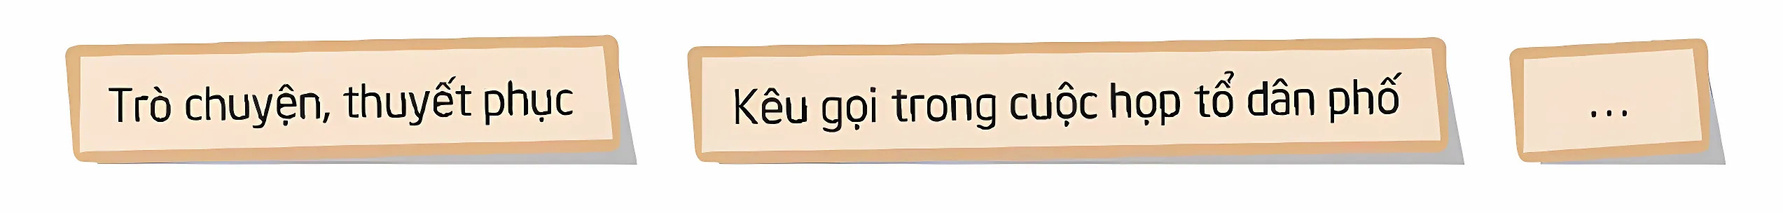 Trò chuyện, thuyết phục
Kêu gọi trong cuộc họp tổ dân phố
...